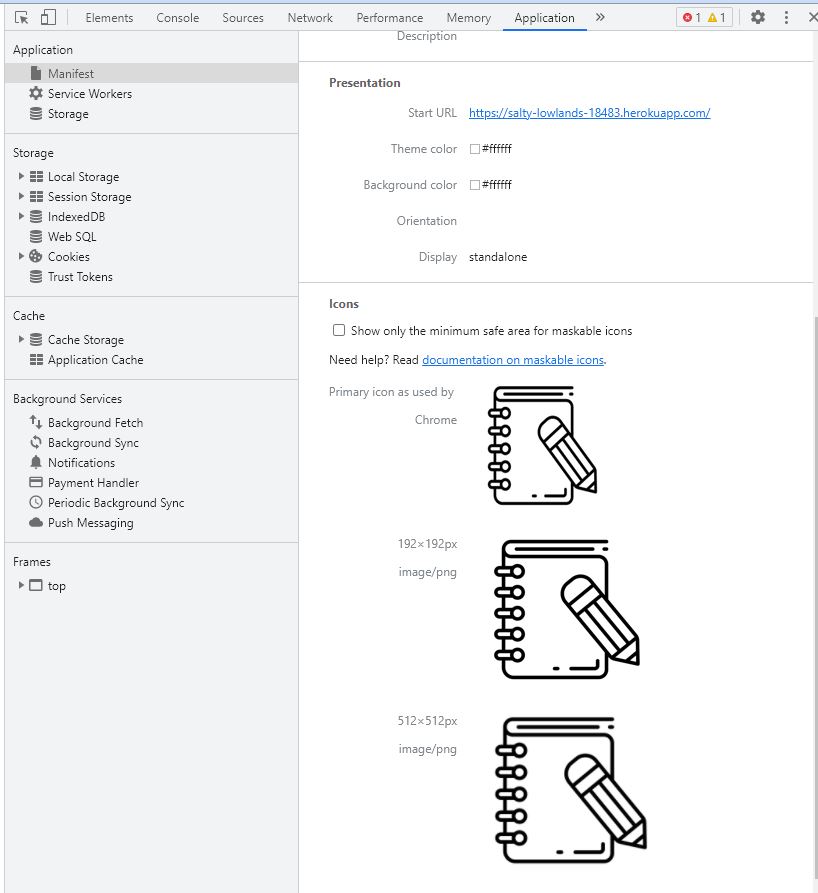 Elements Console Sources Network Performance Memory Application » 1 1
Application
Manifest
Service Workers
Storage
Storage
Local Storage
Session Storage
IndexedDB
Web SQL
Cookies
Trust Tokens
Cache
Cache Storage
Application Cache
Background Services
Background Fetch
Background Sync
Notifications
Payment Handler
Periodic Background Sync
Push Messaging
Frames
top
Description
Presentation
Start URL https://salty-lowlands-18483.herokuapp.com/
Theme color #ffffff
Background color #ffffff
Orientation
Display standalone
Icons
Show only the minimum safe area for maskable icons
Need help? Read documentation on maskable icons.
Primary icon as used by
Chrome
192×192px
image/png
512×512px
image/png